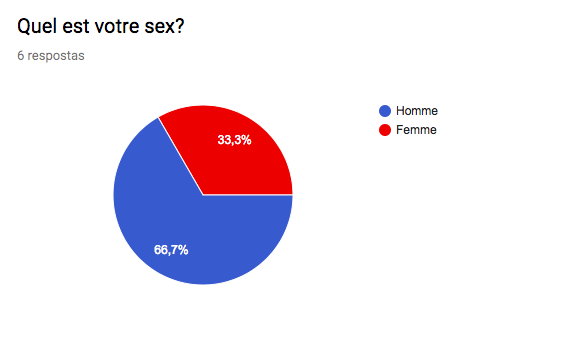 Quel est votre sex?
6 respostas
Homme
Femme
33,3%
66,7%